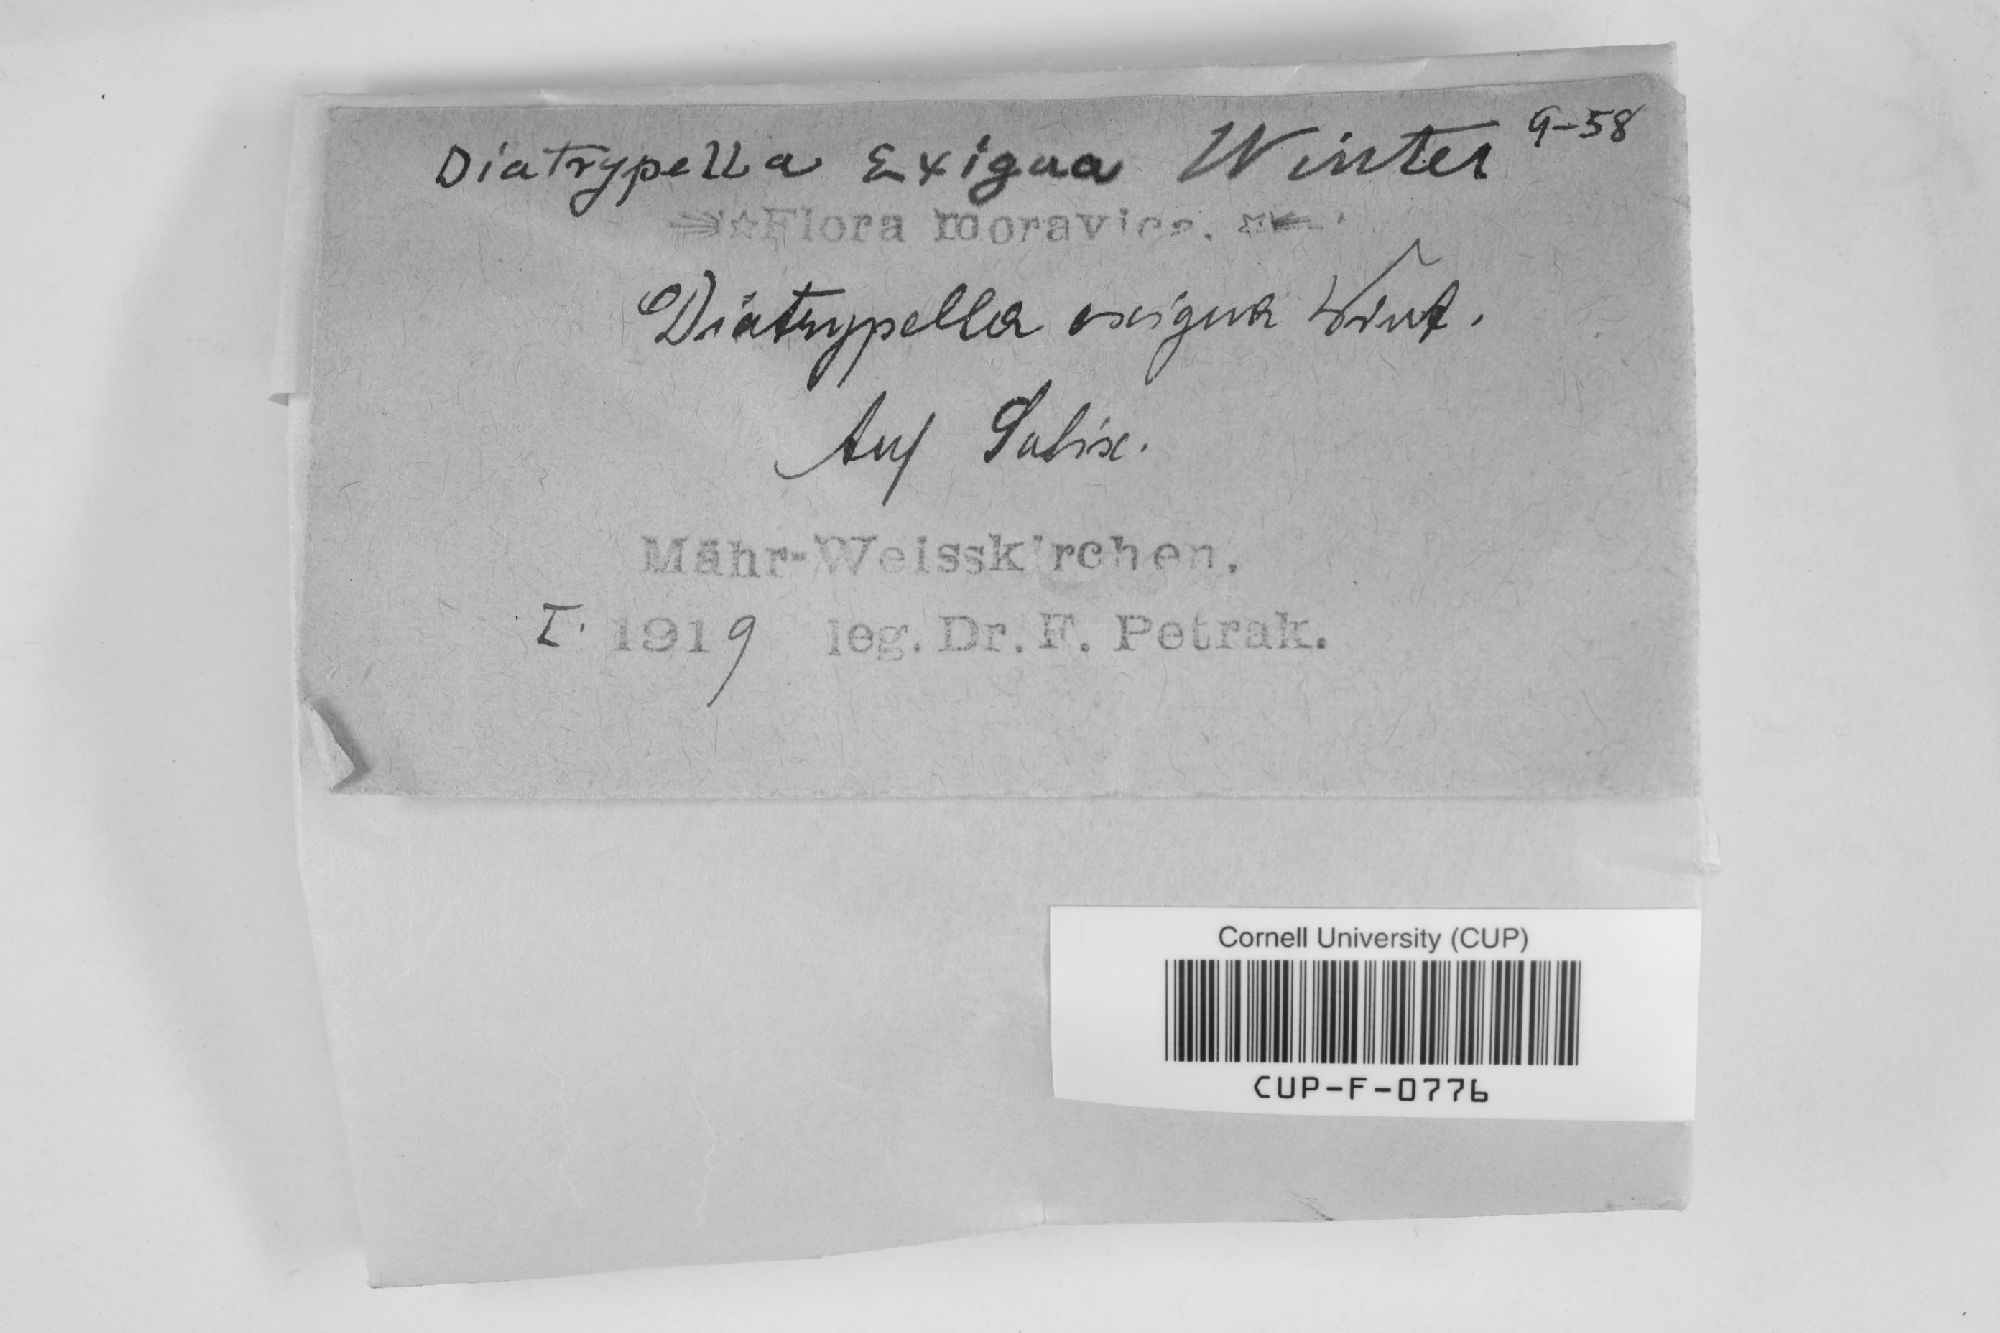 Diatrypella Exigua Winter 9-58
Flora moravica.
Diatrypella exigua Wint.
Auf Salix.
Mähr-Weisskirchen.
I. 1919 leg. Dr. F. Petrak.
Cornell University (CUP)
CUP-F-0776